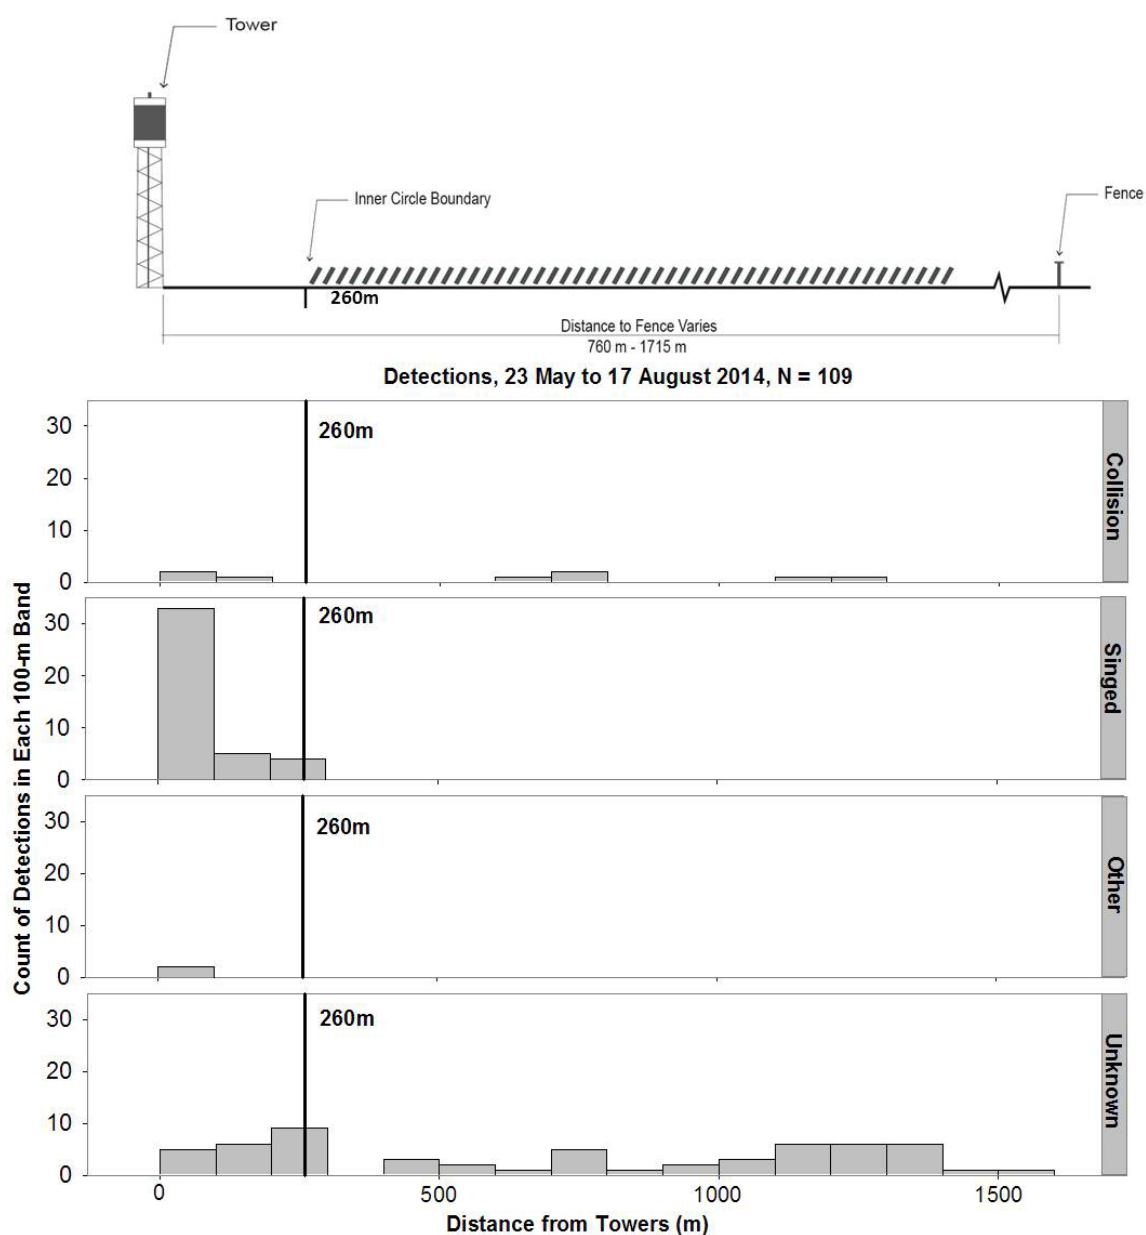 Tower
Inner Circle Boundary
Fence
260m
Distance to Fence Varies
760 m - 1715 m
Detections, 23 May to 17 August 2014, N = 109
Count of Detections in Each 100-m Band
30
20
10
0
260m
Collision
30
20
10
0
260m
Singed
30
20
10
0
260m
Other
30
20
10
0
260m
Unknown
0 500 1000 1500
Distance from Towers (m)